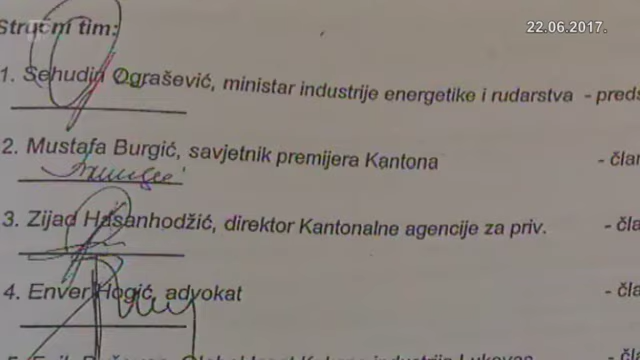 22.06.2017.
Stručni tim:
1. Sehudin Ograšević, ministar industrije energetike i rudarstva - preds
2. Mustafa Burgić, savjetnik premijera Kantona - član
3. Zijad Hasanhodžić, direktor Kantonalne agencije za priv. - čla
4. Enver Hogić, advokat - čla